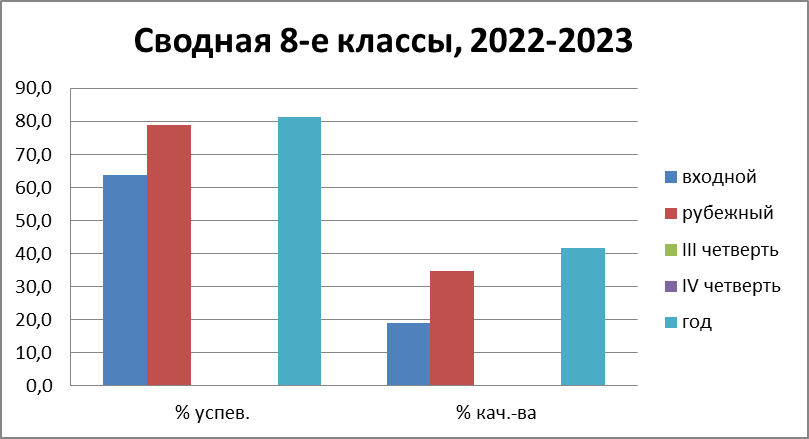 Сводная 8-е классы, 2022-2023
90,0
80,0
70,0
60,0
50,0
40,0
30,0
20,0
10,0
0,0
% успев.
% кач.-ва
входной
рубежный
III четверть
IV четверть
год